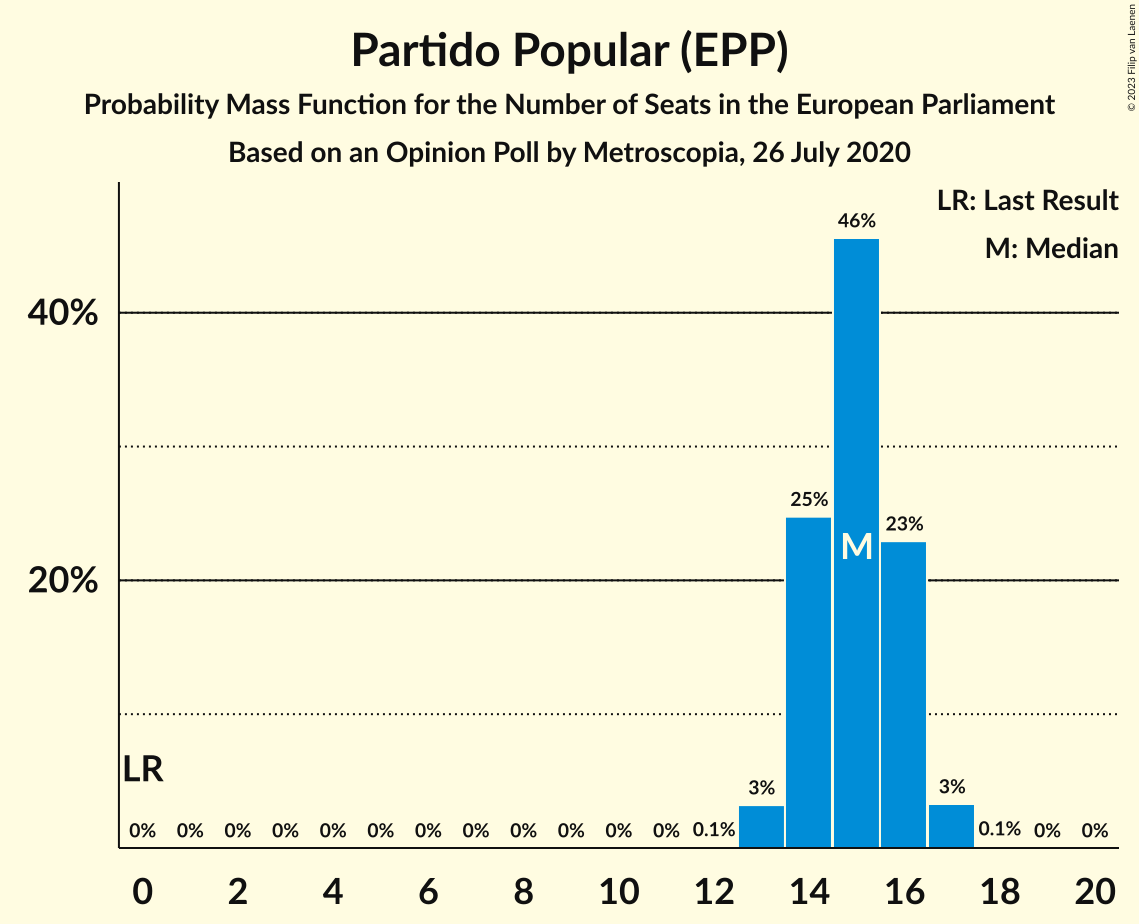 Partido Popular (EPP)
Probability Mass Function for the Number of Seats in the European Parliament
Based on an Opinion Poll by Metroscopia, 26 July 2020
© 2023 Filip van Laenen
LR: Last Result
M: Median
46%
40%
25%
23%
M
20%
LR
3%
3%
0% 0% 0% 0% 0% 0% 0% 0% 0% 0% 0% 0% 0.1% 0.1% 0% 0%
0 2 4 6 8 10 12 14 16 18 20